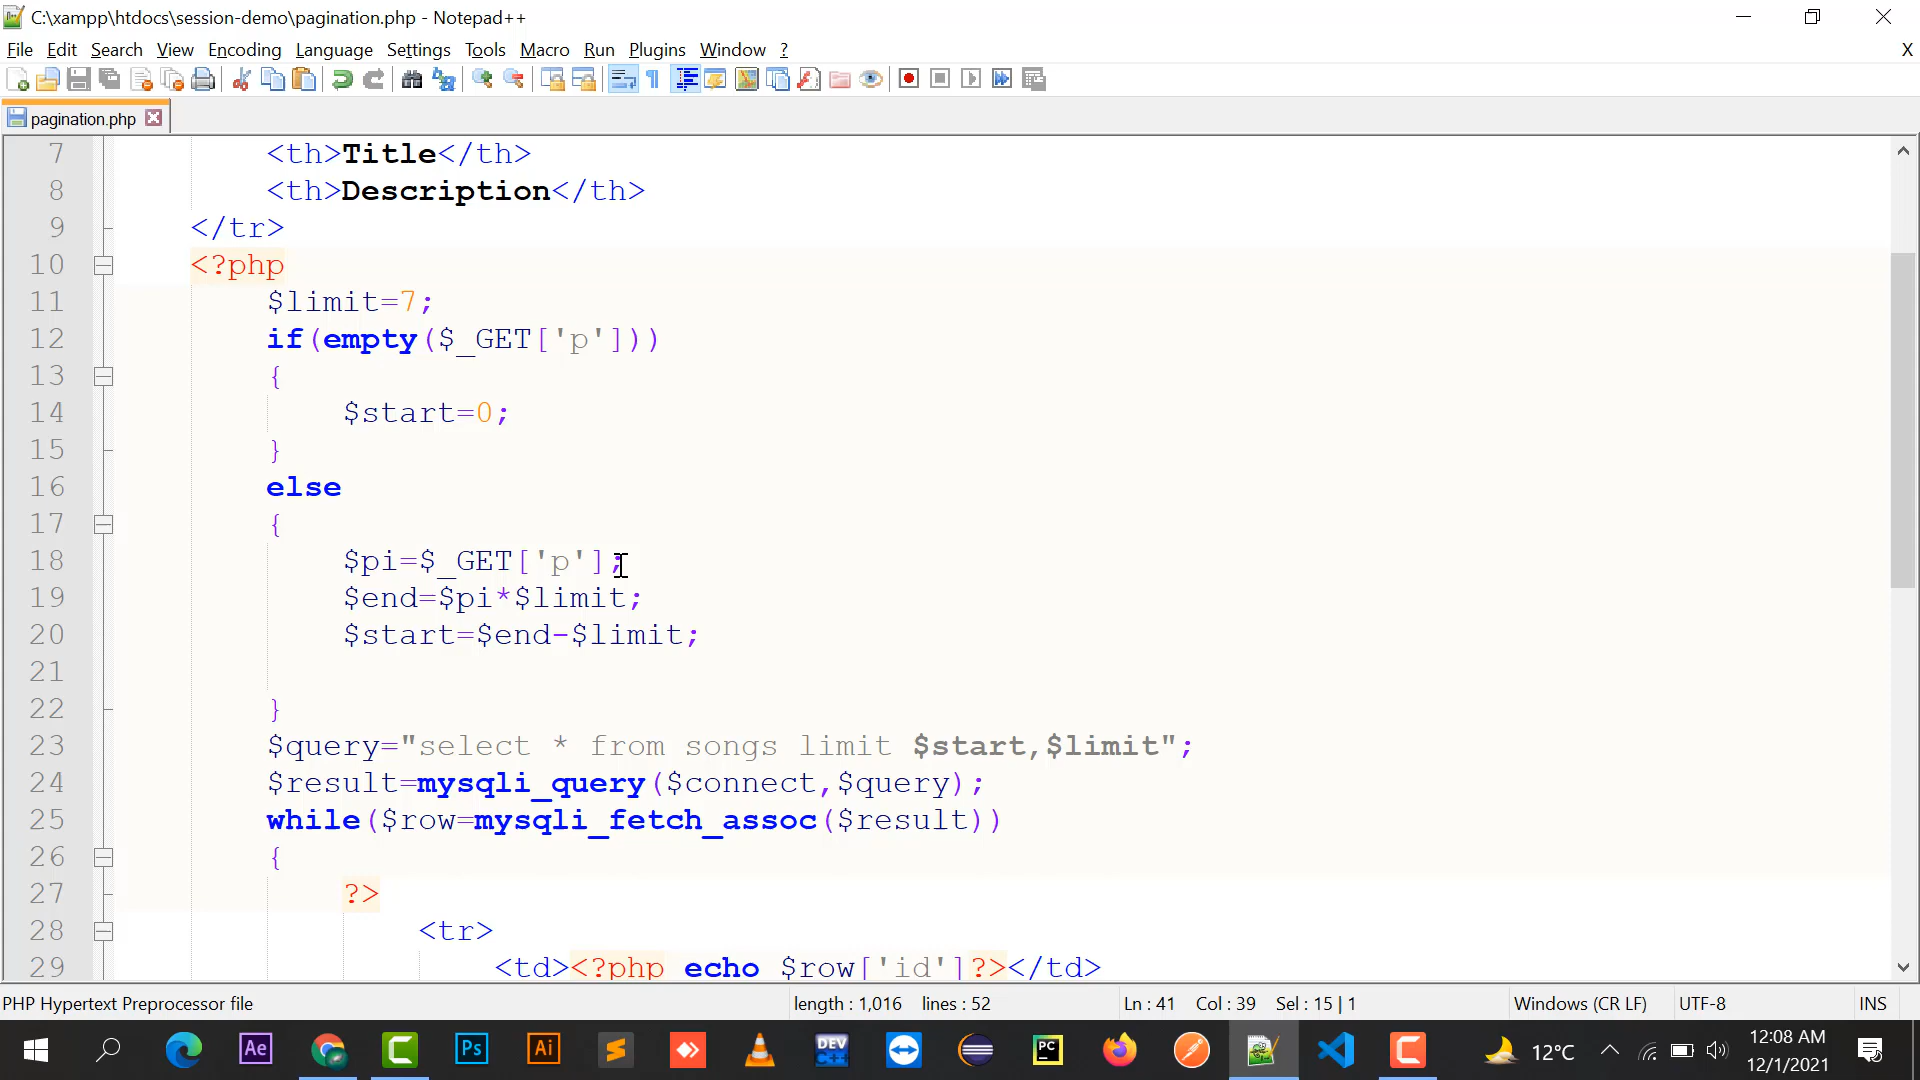 C:\xampp\htdocs\session-demo\pagination.php - Notepad++
File Edit Search View Encoding Language Settings Tools Macro Run Plugins Window ? X
pagination.php
7 <th>Title</th>
8 <th>Description</th>
9 </tr>
10 <?php
11 $limit=7;
12 if(empty($_GET['p']))
13 {
14 $start=0;
15 }
16 else
17 {
18 $pi=$_GET['p'];
19 $end=$pi*$limit;
20 $start=$end-$limit;
21
22 }
23 $query="select * from songs limit $start,$limit";
24 $result=mysqli_query($connect,$query);
25 while($row=mysqli_fetch_assoc($result))
26 {
27 ?>
28 <tr>
29 <td><?php echo $row['id']?></td>
PHP Hypertext Preprocessor file length : 1,016 lines : 52 Ln : 41 Col : 39 Sel : 15 | 1 Windows (CR LF) UTF-8 INS
Ae Ps Ai DEV C++ PC 12°C 12:08 AM
12/1/2021